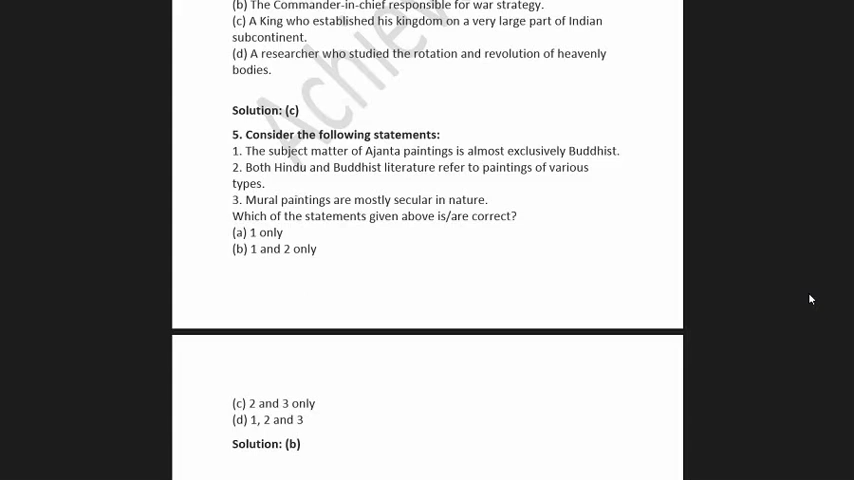 (b) The Commander-in-chief responsible for war strategy.
(c) A King who established his kingdom on a very large part of Indian
subcontinent.
(d) A researcher who studied the rotation and revolution of heavenly
bodies.
Achiev
Solution: (c)
5. Consider the following statements:
1. The subject matter of Ajanta paintings is almost exclusively Buddhist.
2. Both Hindu and Buddhist literature refer to paintings of various
types.
3. Mural paintings are mostly secular in nature.
Which of the statements given above is/are correct?
(a) 1 only
(b) 1 and 2 only
(c) 2 and 3 only
(d) 1, 2 and 3
Solution: (b)